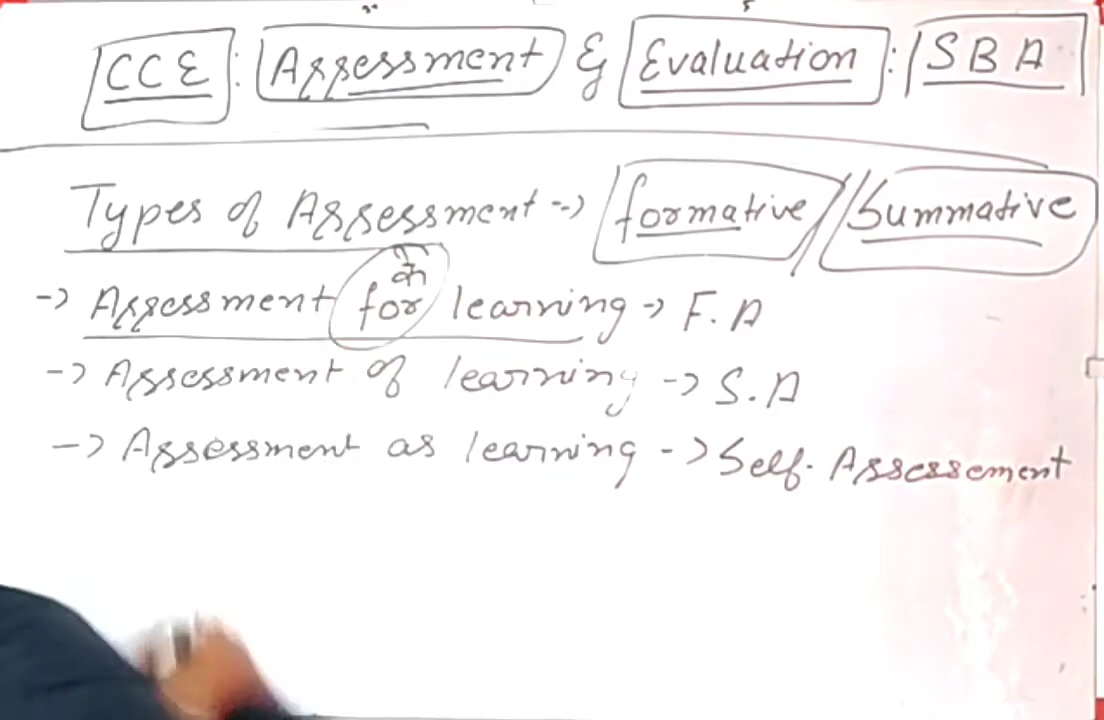 CCE : Assessment & Evaluation : SBA
Types of Assessment -> formative / Summative
-> Assessment for learning -> F.A
-> Assessment of learning -> S.A
-> Assessment as learning -> Self. Assessement